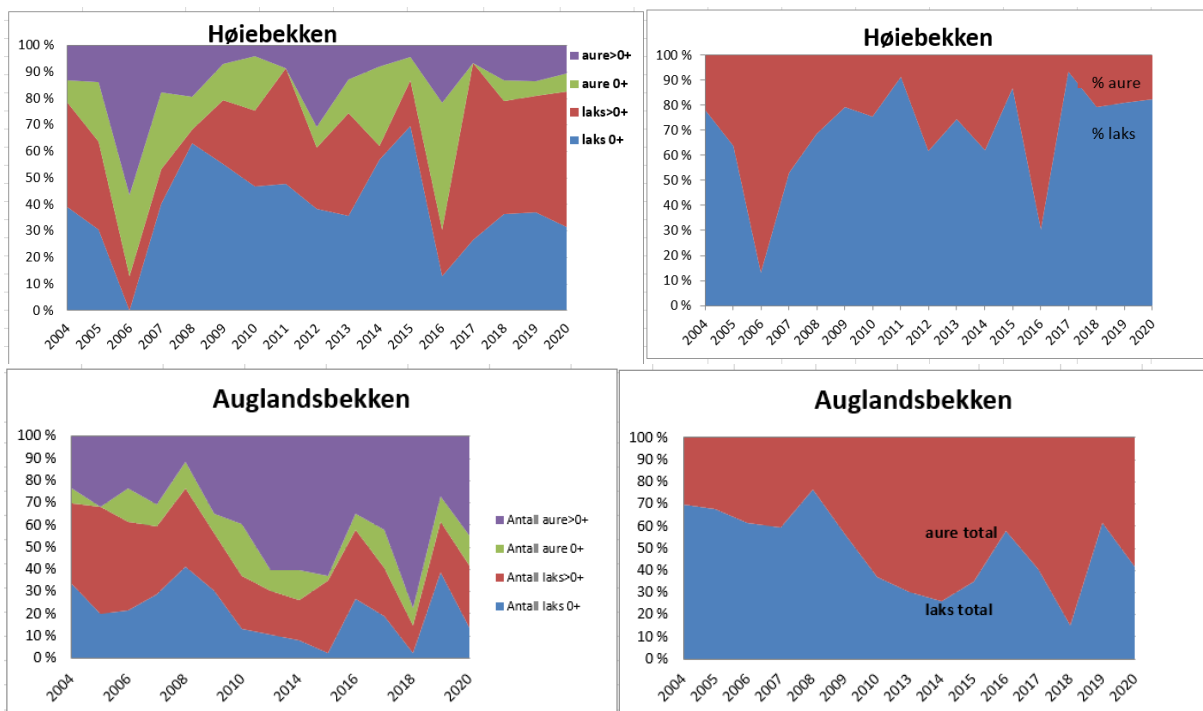 Høiebekken
100 %
90 %
80 %
70 %
60 %
50 %
40 %
30 %
20 %
10 %
0 %
2004 2005 2006 2007 2008 2009 2010 2011 2012 2013 2014 2015 2016 2017 2018 2019 2020
aure>0+
aure 0+
laks>0+
laks 0+
Høiebekken
100 %
90 %
80 %
70 %
60 %
50 %
40 %
30 %
20 %
10 %
0 %
2004 2005 2006 2007 2008 2009 2010 2011 2012 2013 2014 2015 2016 2017 2018 2019 2020
% aure
% laks
Auglandsbekken
100 %
90 %
80 %
70 %
60 %
50 %
40 %
30 %
20 %
10 %
0 %
2004 2006 2008 2010 2014 2016 2018 2020
Antall aure>0+
Antall aure 0+
Antall laks>0+
Antall laks 0+
Auglandsbekken
100 %
90 %
80 %
70 %
60 %
50 %
40 %
30 %
20 %
10 %
0 %
2004 2005 2006 2007 2008 2009 2010 2013 2014 2015 2016 2017 2018 2019 2020
aure total
laks total